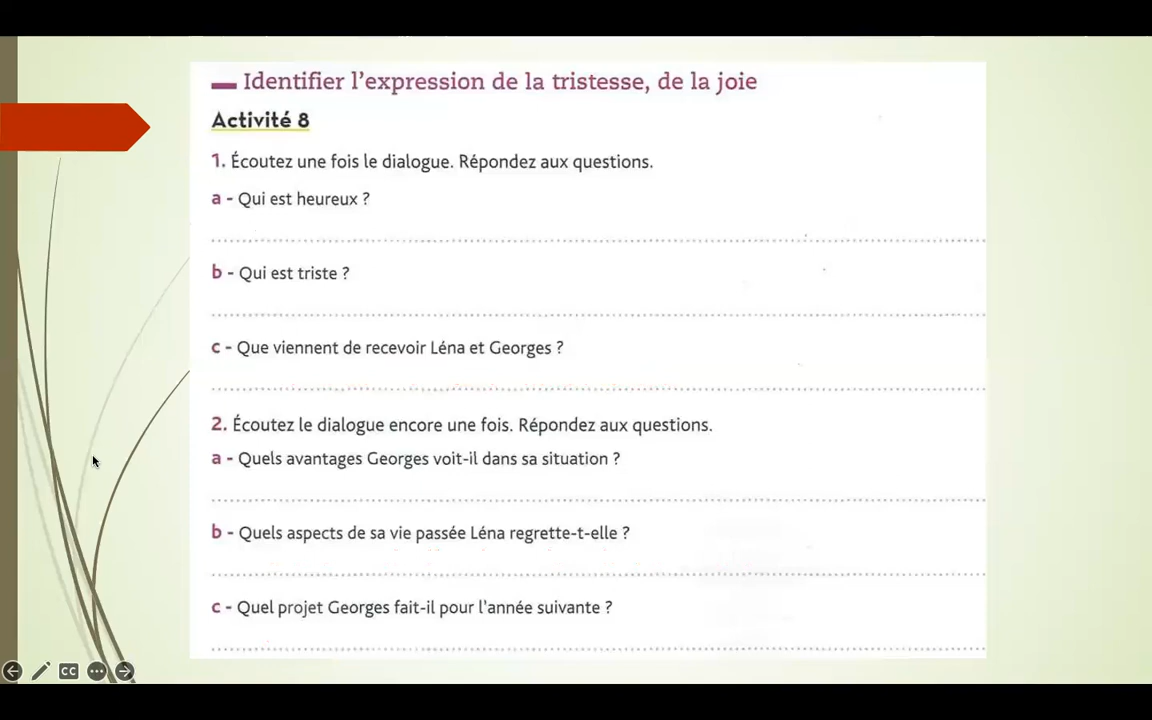 Identifier l'expression de la tristesse, de la joie
Activité 8
1. Écoutez une fois le dialogue. Répondez aux questions.
a - Qui est heureux ?
b - Qui est triste ?
c - Que viennent de recevoir Léna et Georges ?
2. Écoutez le dialogue encore une fois. Répondez aux questions.
a - Quels avantages Georges voit-il dans sa situation ?
b - Quels aspects de sa vie passée Léna regrette-t-elle ?
c - Quel projet Georges fait-il pour l'année suivante ?
CC